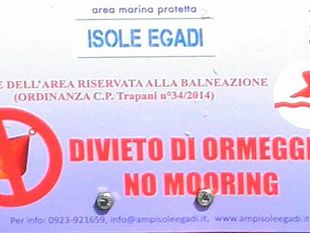 area marina protetta
ISOLE EGADI
E DELL'AREA RISERVATA ALLA BALNEAZIONE
(ORDINANZA C.P. Trapani n°34/2014)
DIVIETO DI ORMEGGI
NO MOORING
Per info: 0923-921659, info@ampisoleegadi.it, www.ampisoleegadi.it